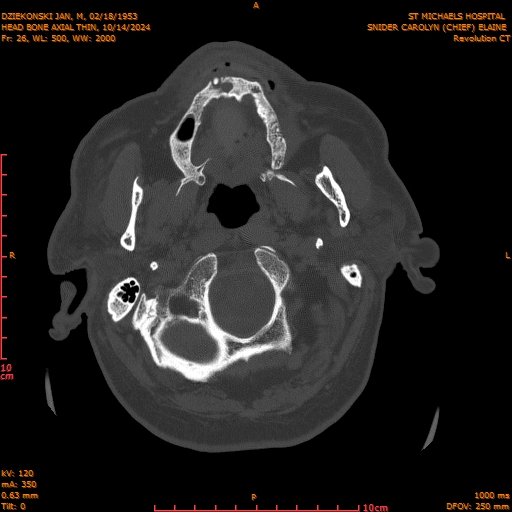 A
DZIEKONSKI JAN, M, 02/18/1953
HEAD BONE AXIAL THIN, 10/14/2024
Fr: 26, WL: 500, WW: 2000
ST MICHAELS HOSPITAL
SNIDER CAROLYN (CHIEF) ELAINE
Revolution CT
R
L
10
cm
kV: 120
mA: 350
0.63 mm
Tilt: 0
P
10cm
1000 ms
DFOV: 250 mm